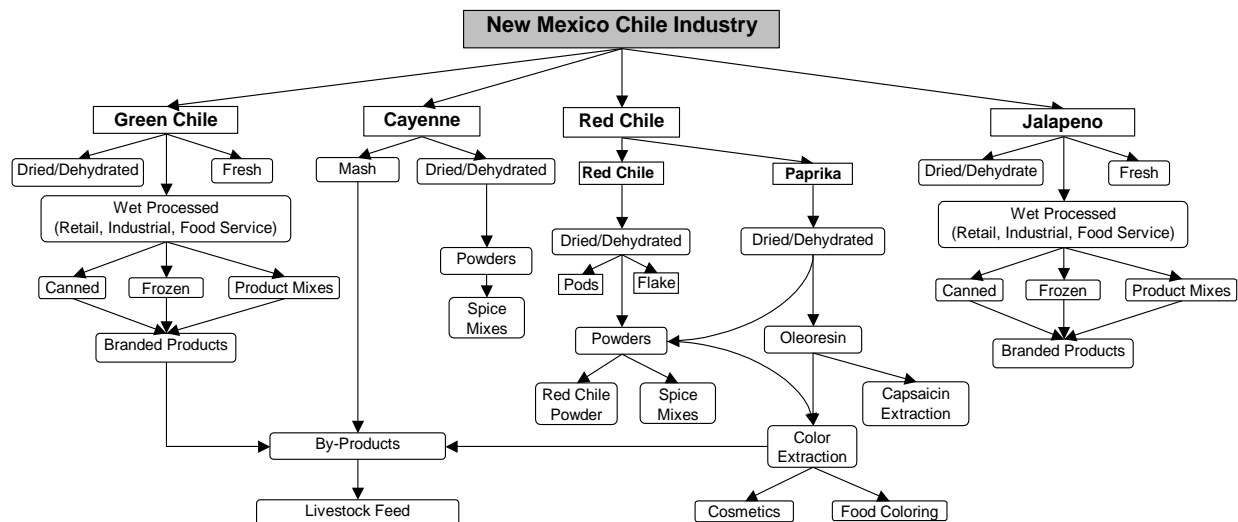 New Mexico Chile Industry
Green Chile
Cayenne
Red Chile
Jalapeno
Dried/Dehydrated
Fresh
Mash
Dried/Dehydrated
Red Chile
Paprika
Dried/Dehydrate
Fresh
Wet Processed
(Retail, Industrial, Food Service)
Wet Processed
(Retail, Industrial, Food Service)
Dried/Dehydrated
Dried/Dehydrated
Powders
Pods
Flake
Canned
Frozen
Product Mixes
Canned
Frozen
Product Mixes
Spice
Mixes
Branded Products
Powders
Oleoresin
Branded Products
Red Chile
Powder
Spice
Mixes
Capsaicin
Extraction
By-Products
Color
Extraction
Livestock Feed
Cosmetics
Food Coloring